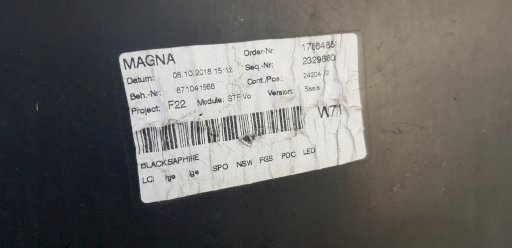 MAGNA Order-Nr: 1766485
Datum: 08.10.2018 15:12 Seq.-Nr: 2329860
Beh.-Nr: 871041568 Cont./Pos.:
Project: F22 Module: STF Vo Version: Basis
W71
BLACKSAPHIRE
LCI SPO NSW FGS PDC LED